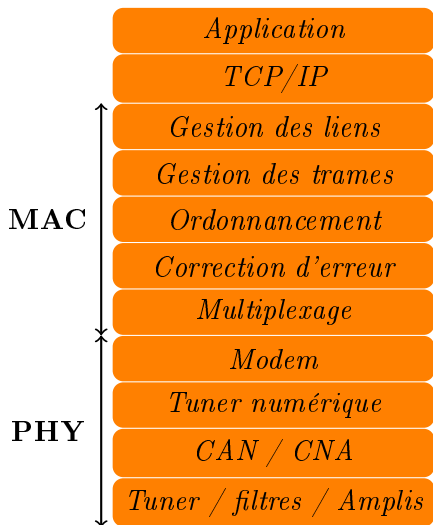 Application
TCP/IP
Gestion des liens
Gestion des trames
MAC
Ordonnancement
Correction d'erreur
Multiplexage
Modem
Tuner numérique
PHY
CAN / CNA
Tuner / filtres / Amplis